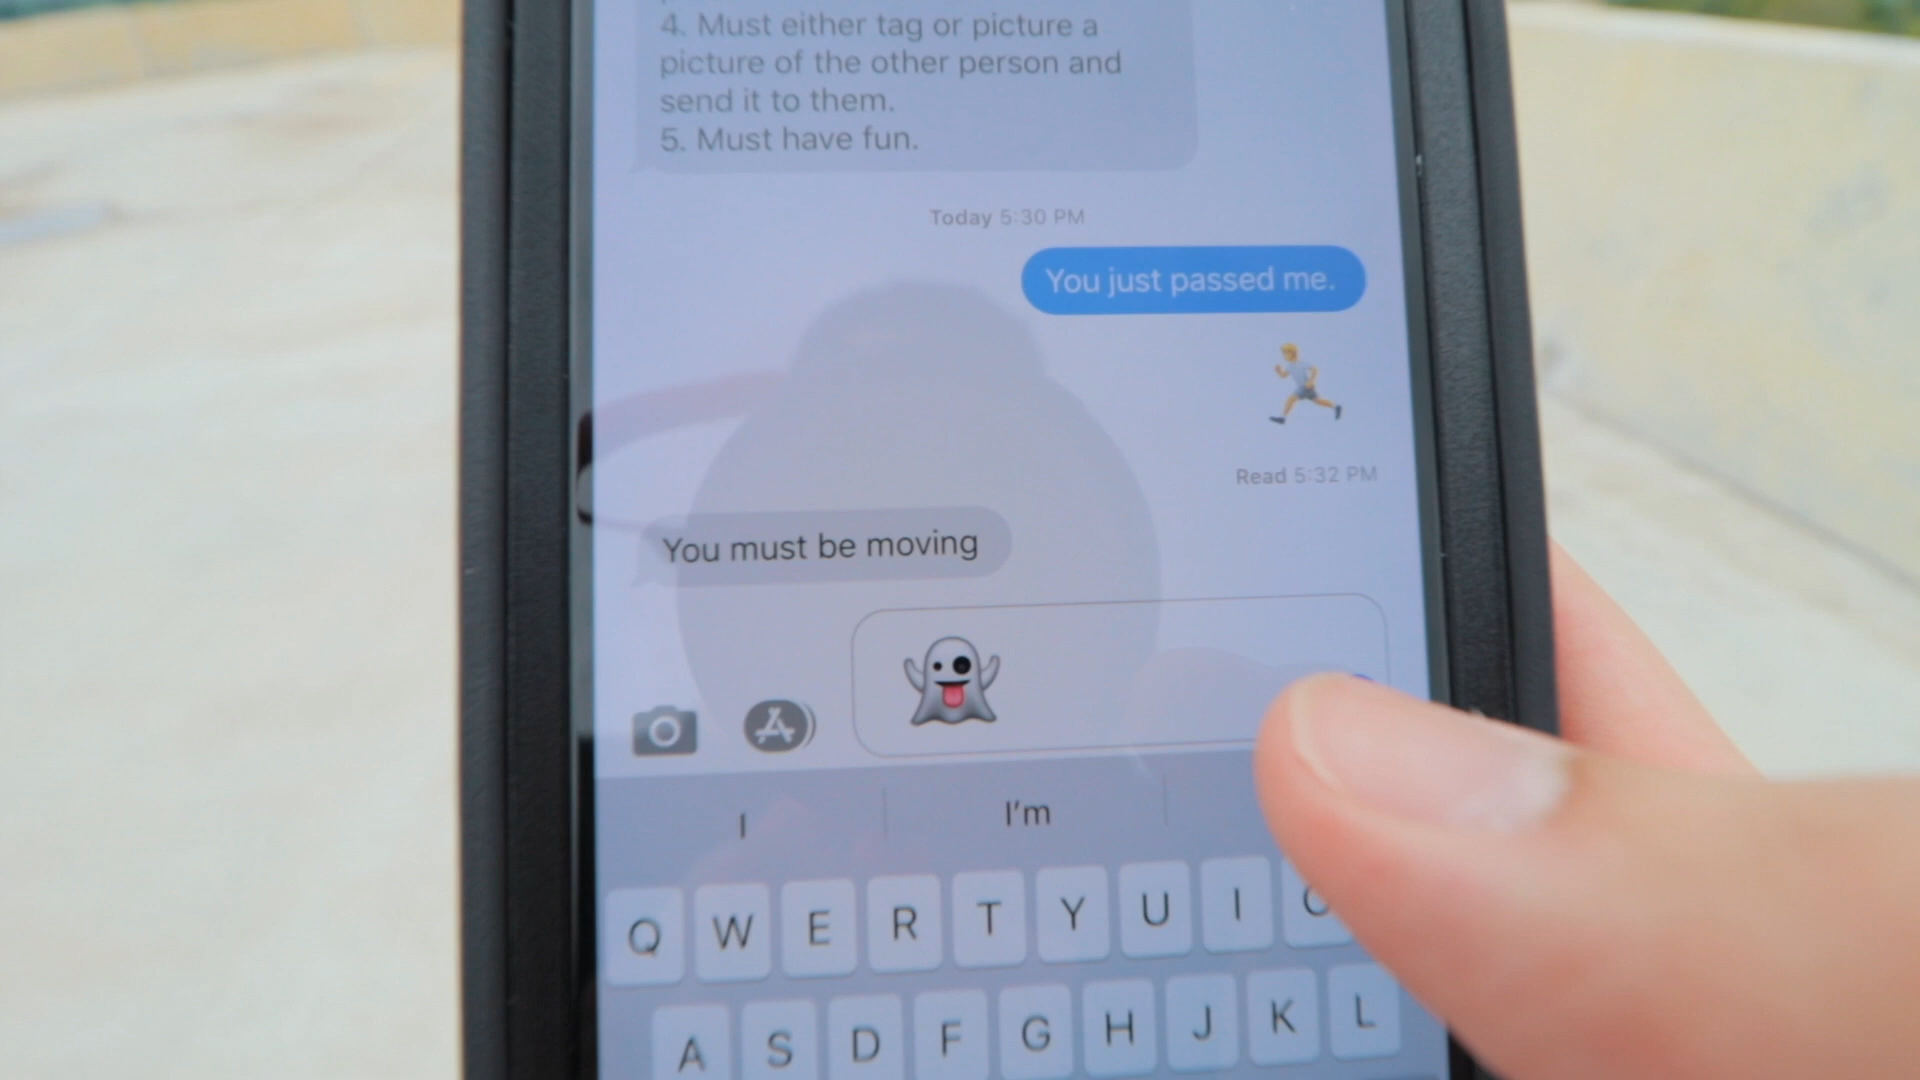 4. Must either tag or picture a
picture of the other person and
send it to them.
5. Must have fun.
Today 5:30 PM
You just passed me.
Read 5:32 PM
You must be moving
I
I'm
Q W E R T Y U I
A S D F G H J K L